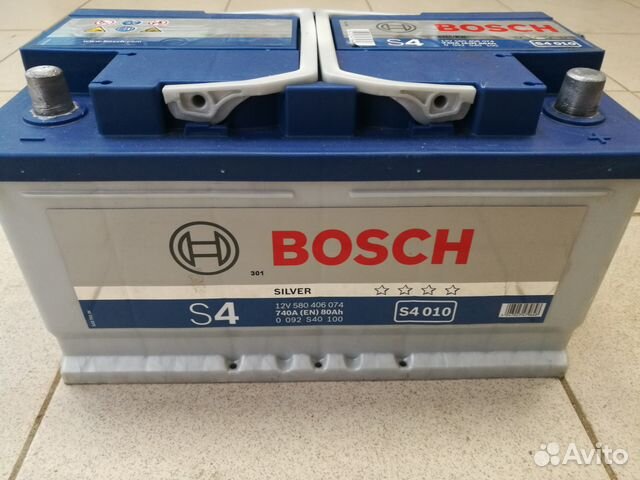 BOSCH
S4
S4 010
BOSCH
301
SILVER
S4
12V 580 406 074
740A (EN) 80Ah
0 092 S40 100
S4 010
- +
Avito